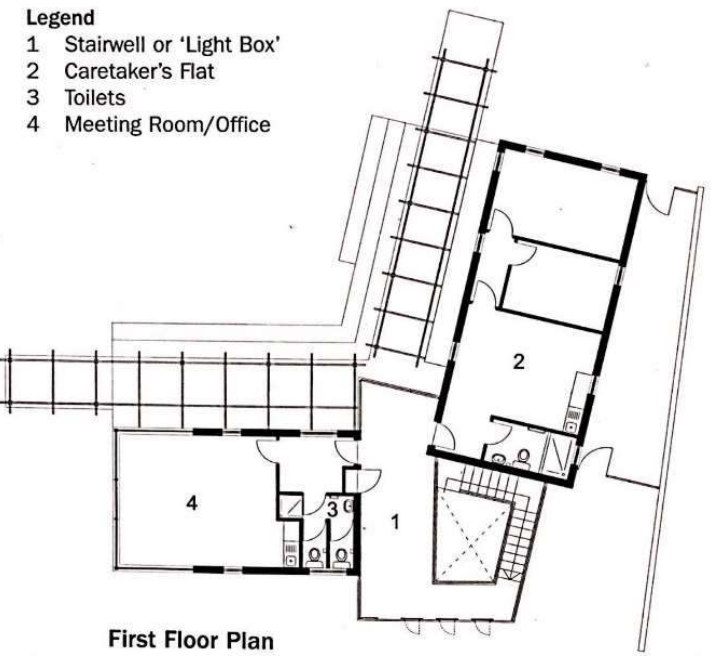 Legend
1 Stairwell or ‘Light Box’
2 Caretaker’s Flat
3 Toilets
4 Meeting Room/Office
2
4
3
1
First Floor Plan